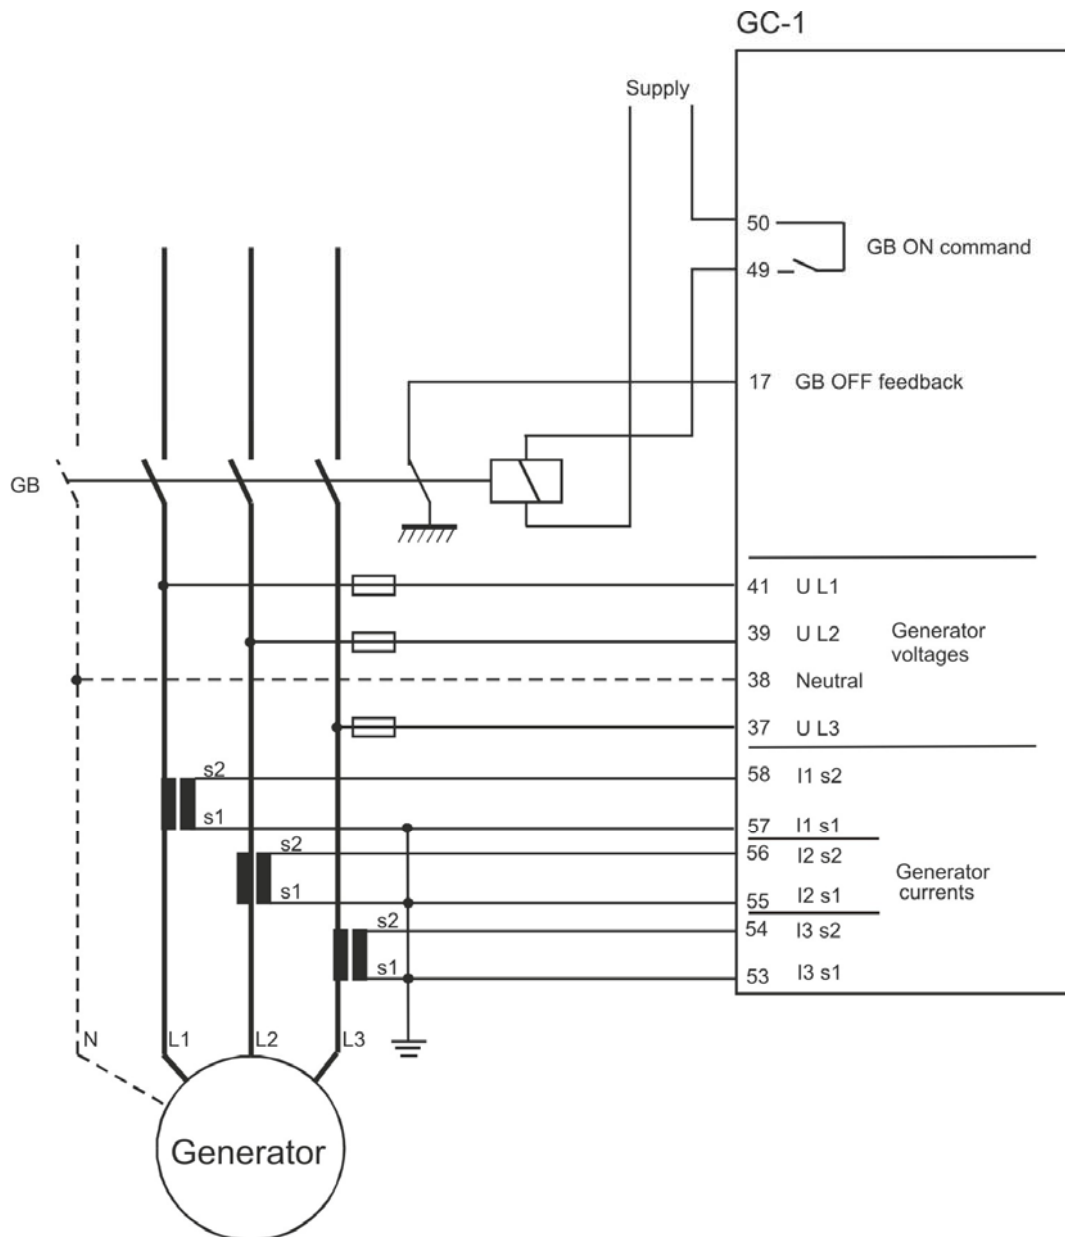 GC-1
Supply
50
GB ON command
49
17 GB OFF feedback
GB
41 U L1
39 U L2
Generator
voltages
38 Neutral
37 U L3
s2
58 I1 s2
s1
57 I1 s1
s2
56 I2 s2
Generator
currents
s1
55 I2 s1
s2
54 I3 s2
s1
53 I3 s1
N L1 L2 L3
Generator